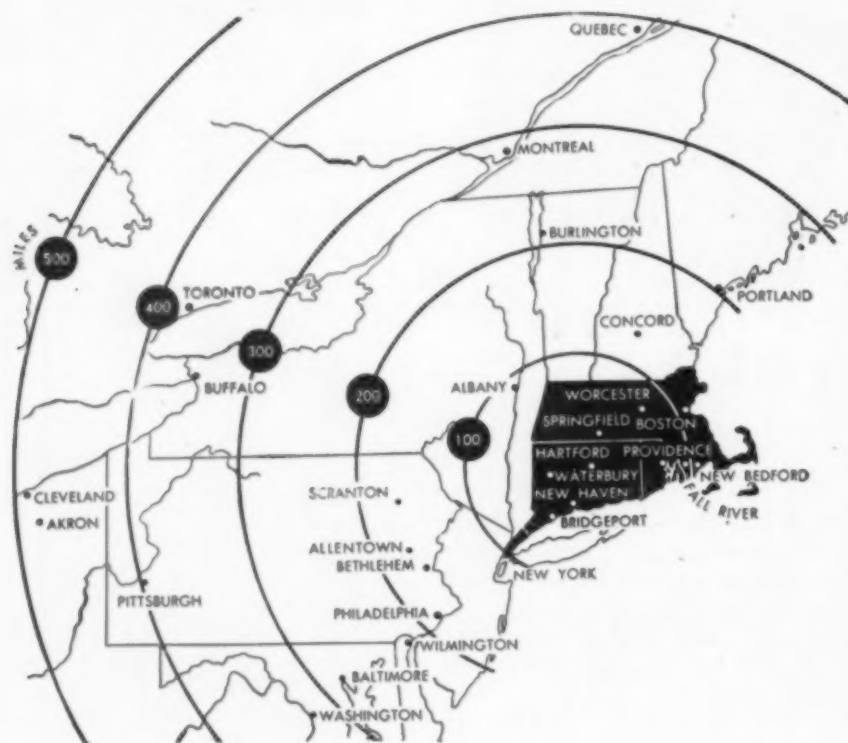 QUEBEC
MONTREAL
BURLINGTON
MILES
500
400
TORONTO
PORTLAND
CONCORD
300
BUFFALO
200
ALBANY
WORCESTER
SPRINGFIELD
BOSTON
100
HARTFORD
PROVIDENCE
WATERBURY
NEW BEDFORD
CLEVELAND
SCRANTON
NEW HAVEN
FALL RIVER
AKRON
BRIDGEPORT
ALLENTOWN
BETHLEHEM
NEW YORK
PITTSBURGH
PHILADELPHIA
WILMINGTON
BALTIMORE
WASHINGTON